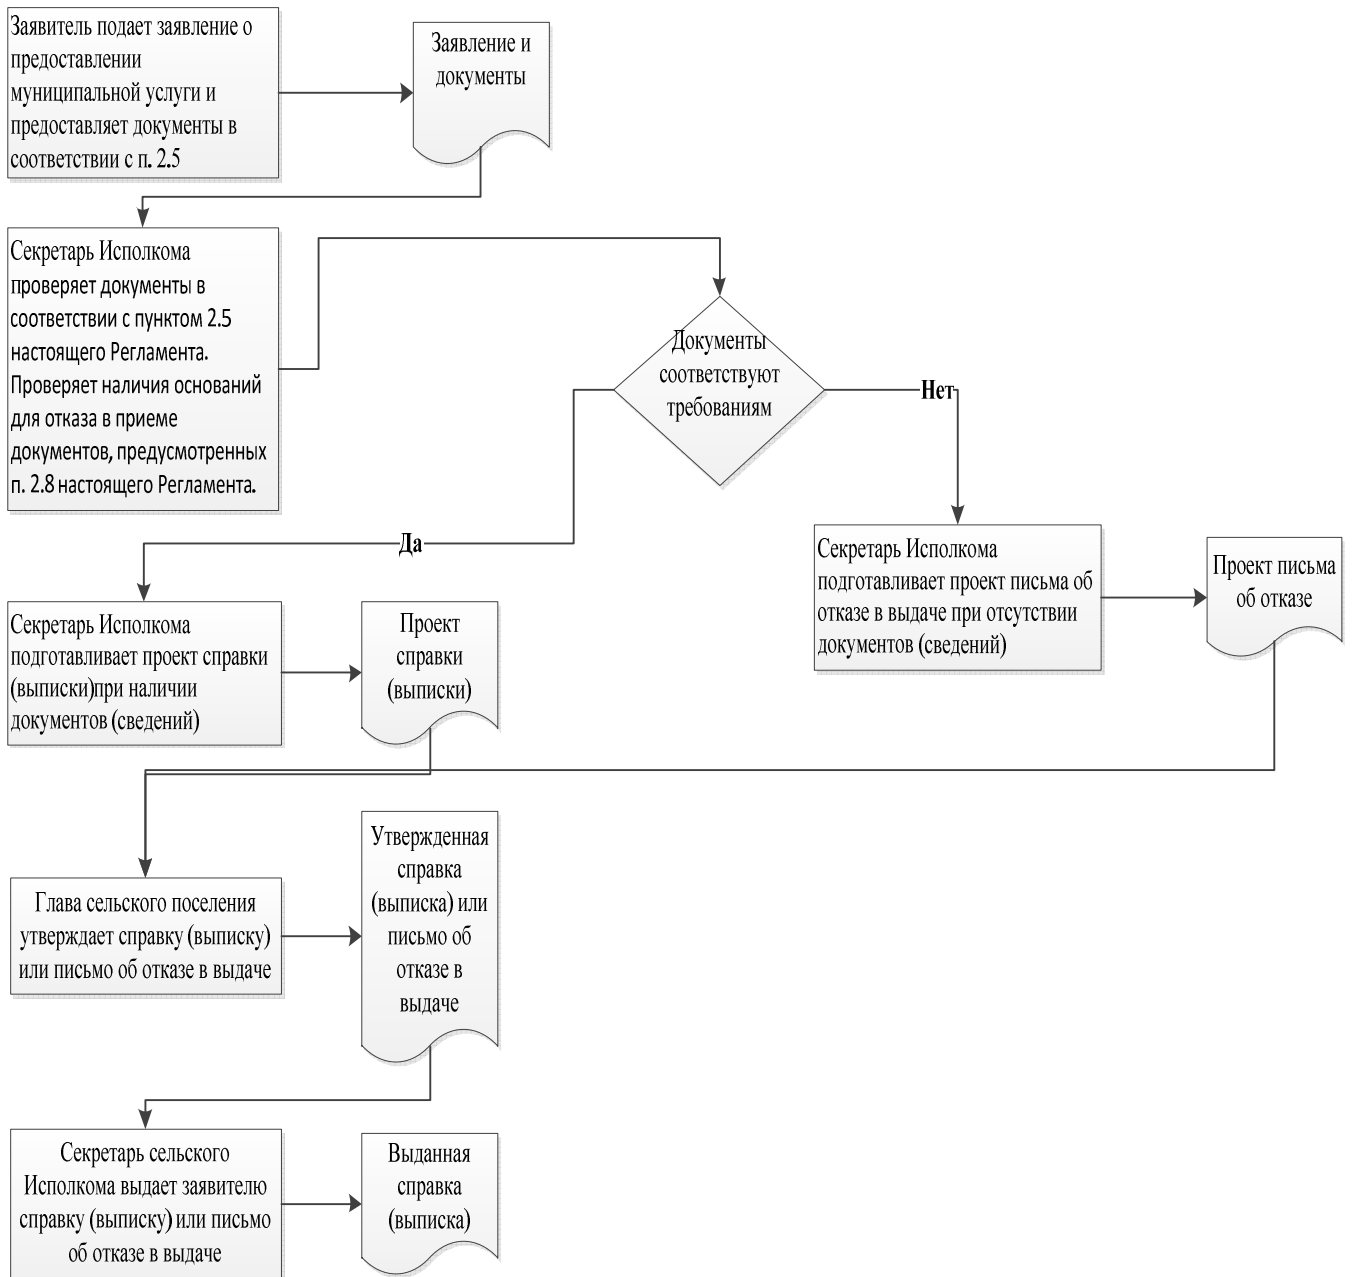 Заявитель подает заявление о
предоставлении
муниципальной услуги и
предоставляет документы в
соответствии с п. 2.5
Заявление и
документы
Секретарь Исполкома
проверяет документы в
соответствии с пунктом 2.5
настоящего Регламента.
Проверяет наличия оснований
для отказа в приеме
документов, предусмотренных
п. 2.8 настоящего Регламента.
Документы
соответствуют
требованиям
Нет
Да
Секретарь Исполкома
подготавливает проект письма об
отказе в выдаче при отсутствии
документов (сведений)
Проект письма
об отказе
Секретарь Исполкома
подготавливает проект справки
(выписки)при наличии
документов (сведений)
Проект
справки
(выписки)
Глава сельского поселения
утверждает справку (выписку)
или письмо об отказе в выдаче
Утвержденная
справка
(выписка) или
письмо об
отказе в
выдаче
Секретарь сельского
Исполкома выдает заявителю
справку (выписку) или письмо
об отказе в выдаче
Выданная
справка
(выписка)